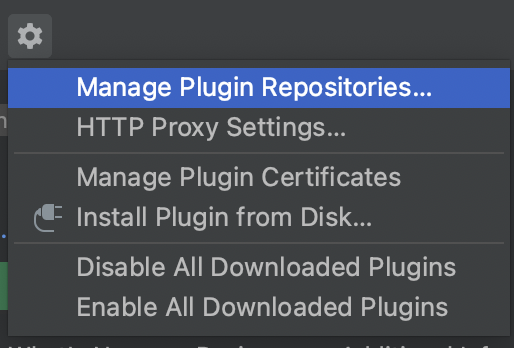 Manage Plugin Repositories...
HTTP Proxy Settings...
Manage Plugin Certificates
Install Plugin from Disk...
Disable All Downloaded Plugins
Enable All Downloaded Plugins